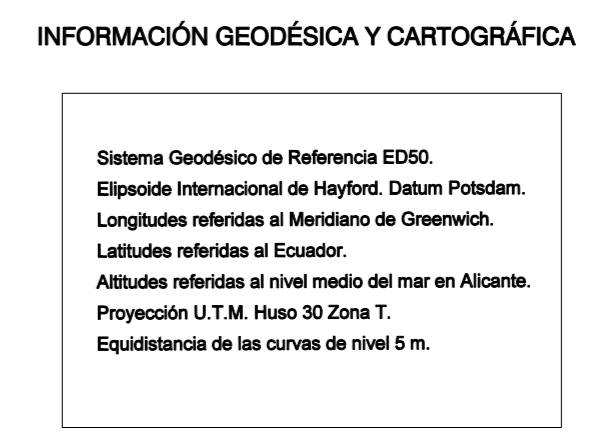 INFORMACIÓN GEODÉSICA Y CARTOGRÁFICA
Sistema Geodésico de Referencia ED50.
Elipsoide Internacional de Hayford. Datum Potsdam.
Longitudes referidas al Meridiano de Greenwich.
Latitudes referidas al Ecuador.
Altitudes referidas al nivel medio del mar en Alicante.
Proyección U.T.M. Huso 30 Zona T.
Equidistancia de las curvas de nivel 5 m.